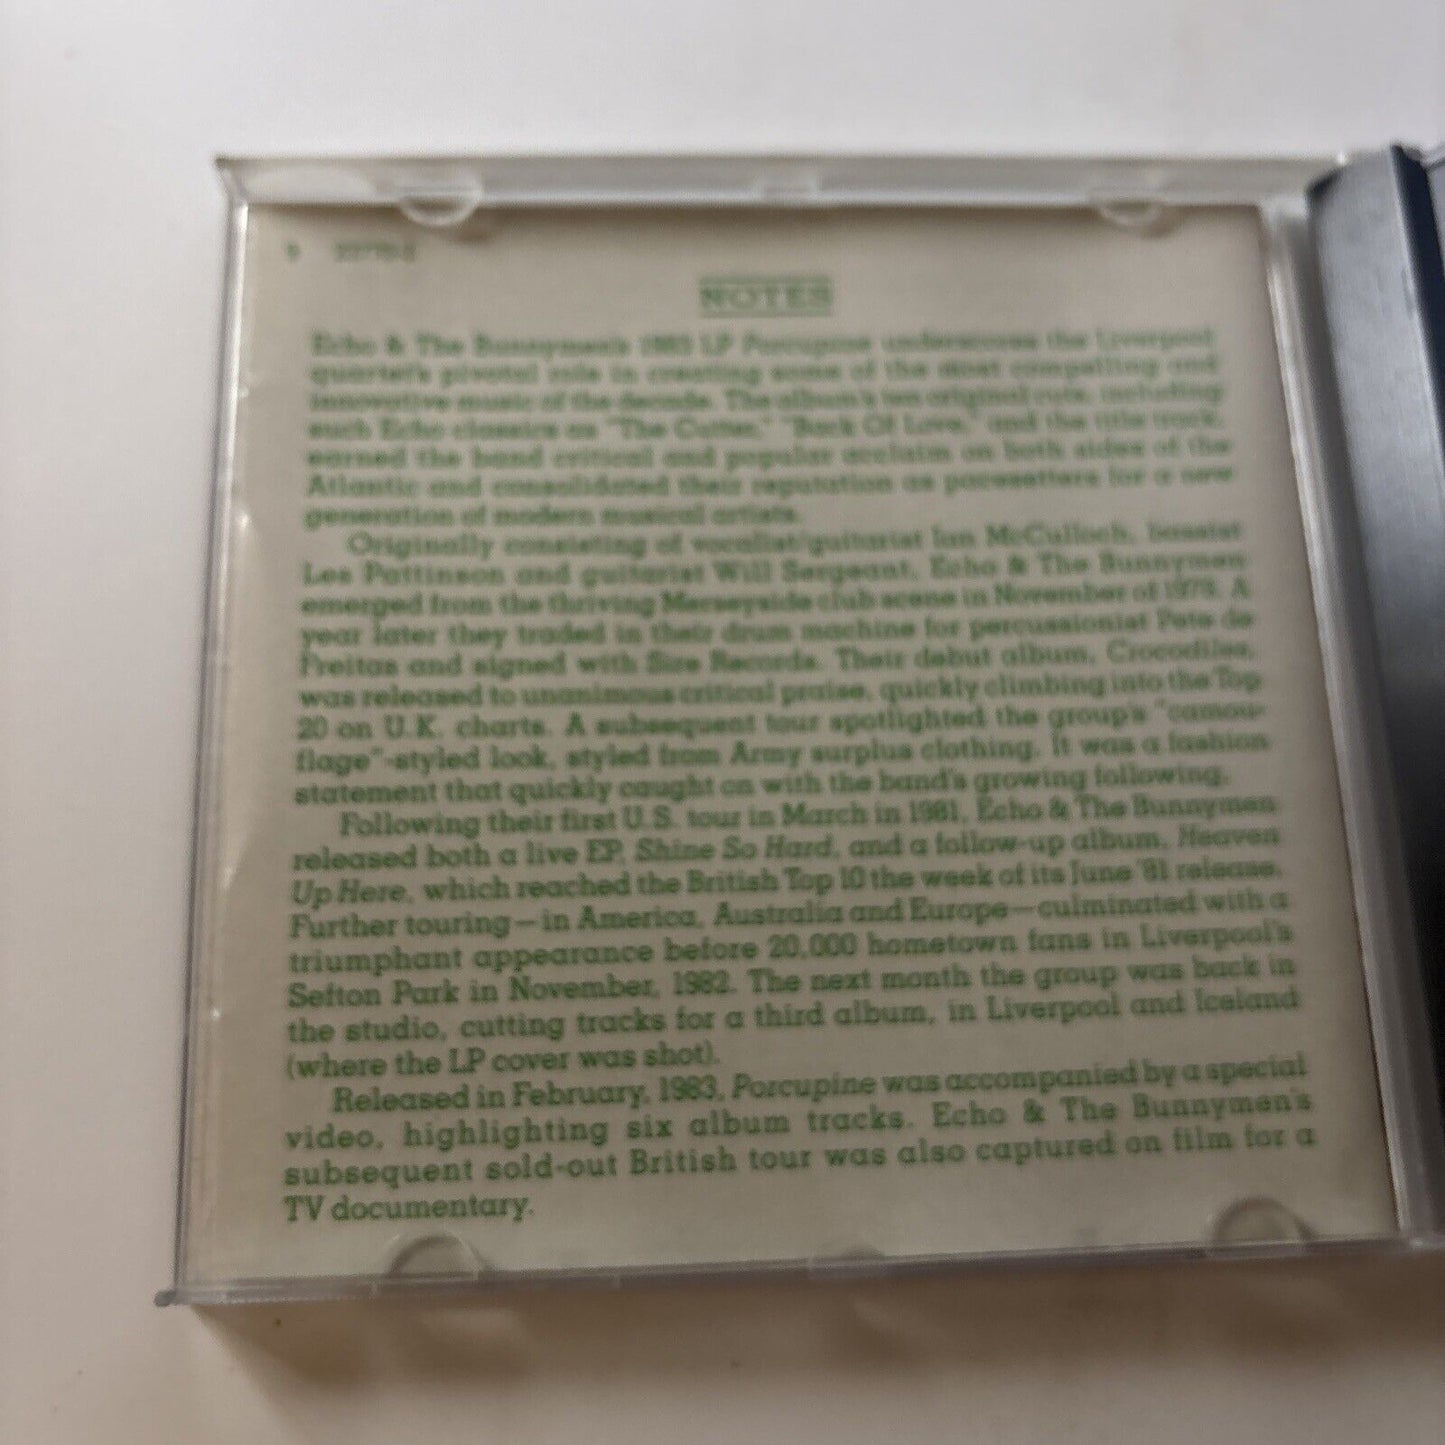 9 23770-2
NOTES
Echo & The Bunnymen's 1983 LP Porcupine underscores the Liverpool
quartet's pivotal role in creating some of the most compelling and
innovative music of the decade. The album's ten original cuts, including
such Echo classics as "The Cutter," "Back Of Love," and the title track,
earned the band critical and popular acclaim on both sides of the
Atlantic and consolidated their reputation as pacesetters for a new
generation of modern musical artists.
Originally consisting of vocalist/guitarist Ian McCulloch, bassist
Les Pattinson and guitarist Will Sergeant, Echo & The Bunnymen
emerged from the thriving Merseyside club scene in November of 1978. A
year later they traded in their drum machine for percussionist Pete de
Freitas and signed with Sire Records. Their debut album, Crocodiles,
was released to unanimous critical praise, quickly climbing into the Top
20 on U.K. charts. A subsequent tour spotlighted the group's "camou-
flage"-styled look, styled from Army surplus clothing. It was a fashion
statement that quickly caught on with the band's growing following.
Following their first U.S. tour in March in 1981, Echo & The Bunnymen
released both a live EP, Shine So Hard, and a follow-up album, Heaven
Up Here, which reached the British Top 10 the week of its June '81 release.
Further touring—in America, Australia and Europe—culminated with a
triumphant appearance before 20,000 hometown fans in Liverpool's
Sefton Park in November, 1982. The next month the group was back in
the studio, cutting tracks for a third album, in Liverpool and Iceland
(where the LP cover was shot).
Released in February, 1983, Porcupine was accompanied by a special
video, highlighting six album tracks. Echo & The Bunnymen's
subsequent sold-out British tour was also captured on film for a
TV documentary.